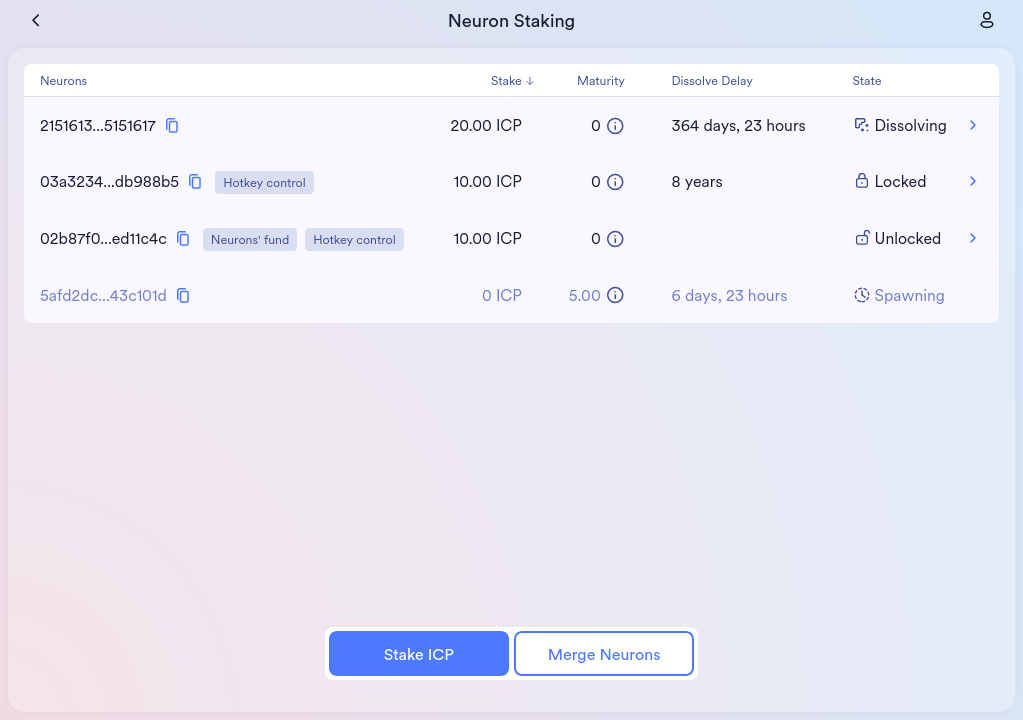 Neuron Staking
Neurons Stake Maturity Dissolve Delay State
2151613...5151617 20.00 ICP 0 364 days, 23 hours Dissolving
03a3234...db988b5 Hotkey control 10.00 ICP 0 8 years Locked
02b87f0...ed11c4c Neurons' fund Hotkey control 10.00 ICP 0 Unlocked
5afd2dc...43c101d 0 ICP 5.00 6 days, 23 hours Spawning
Stake ICP Merge Neurons